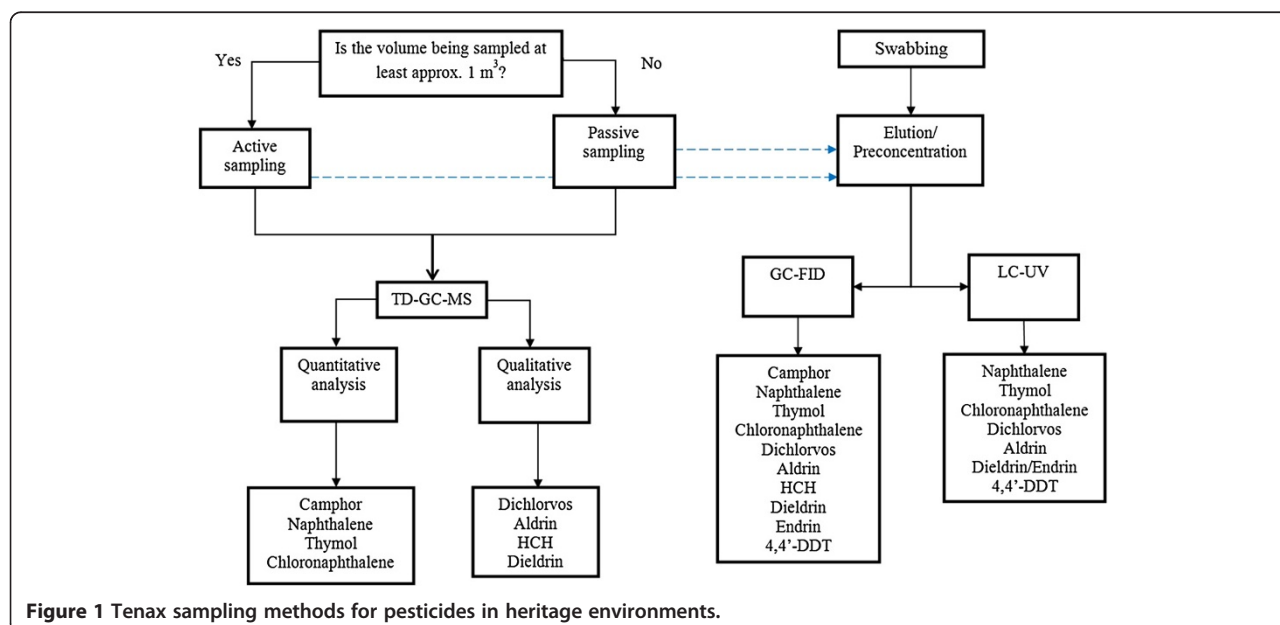 Is the volume being sampled at
least approx. 1 m³?
Yes
No
Swabbing
Active
sampling
Passive
sampling
Elution/
Preconcentration
TD-GC-MS
GC-FID
LC-UV
Quantitative
analysis
Qualitative
analysis
Camphor
Naphthalene
Thymol
Chloronaphthalene
Dichlorvos
Aldrin
HCH
Dieldrin
Camphor
Naphthalene
Thymol
Chloronaphthalene
Dichlorvos
Aldrin
HCH
Dieldrin
Endrin
4,4’-DDT
Naphthalene
Thymol
Chloronaphthalene
Dichlorvos
Aldrin
Dieldrin/Endrin
4,4’-DDT
Figure 1 Tenax sampling methods for pesticides in heritage environments.